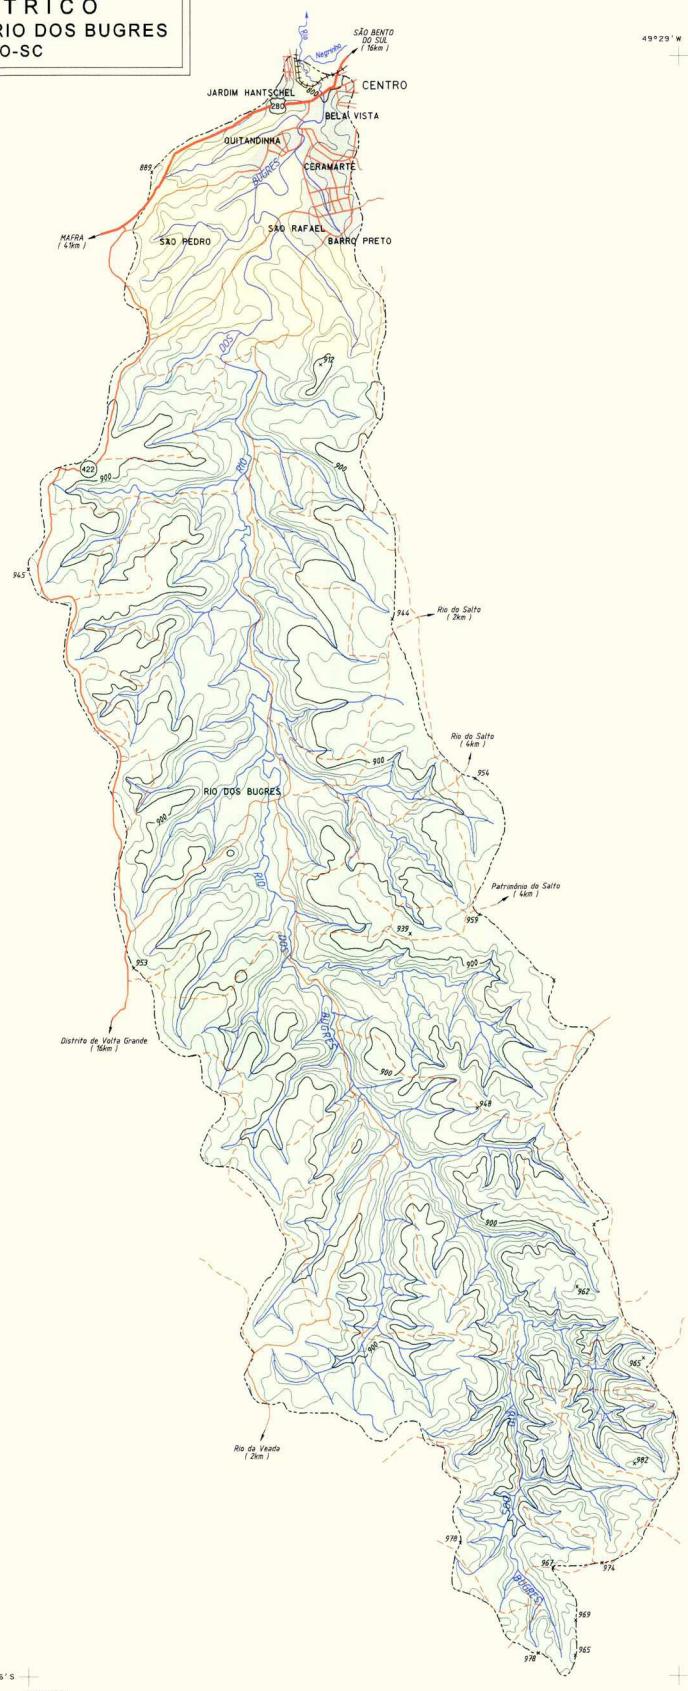 TRICO
RIO DOS BUGRES
O-SC
49°29' W
SÃO BENTO
DO SUL
( 16km )
RIO
Negrinho
CENTRO
800
JARDIM HANTSCHEL
280
BELA VISTA
QUITANDINHA
CERAMARTE
889
BUGRES
MAFRA
( 41km )
SÃO PEDRO
SÃO RAFAEL
BARRO PRETO
DOS
912
422
900
RIO
900
945
944
Rio do Salto
( 2km )
Rio do Salto
( 4km )
900
954
RIO DOS BUGRES
900
RIO
Patrimônio do Salto
( 4km )
959
939
DOS
900
953
BUGRES
Distrito de Volta Grande
( 16km )
900
948
900
962
900
965
RIO
Rio da Veada
( 2km )
982
DOS
978
967
974
BUGRES
969
978
965
' S